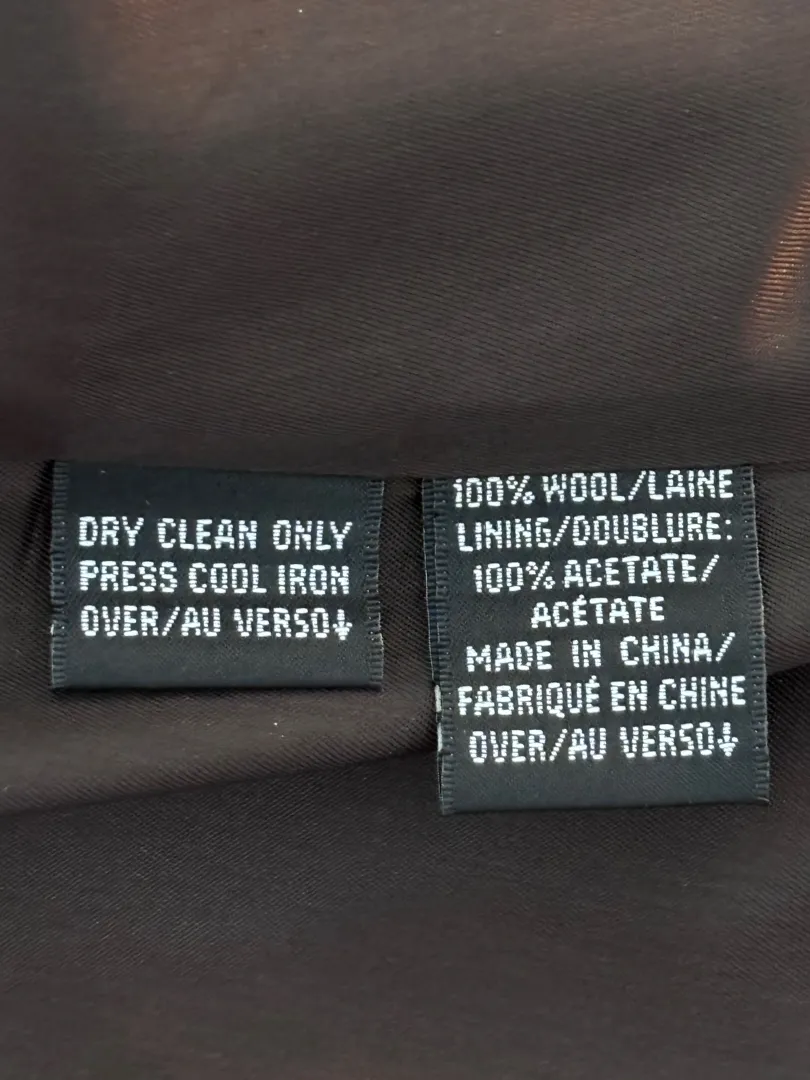 DRY CLEAN ONLY
PRESS COOL IRON
OVER/AU VERSO↓
100% WOOL/LAINE
LINING/DOUBLURE:
100% ACETATE/
ACÉTATE
MADE IN CHINA/
FABRIQUÉ EN CHINE
OVER/AU VERSO↓